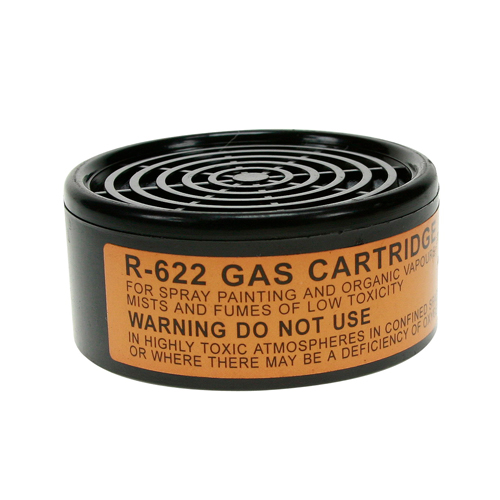 R-622 GAS CARTRIDGE
FOR SPRAY PAINTING AND ORGANIC VAPOURS
MISTS AND FUMES OF LOW TOXICITY
WARNING DO NOT USE
IN HIGHLY TOXIC ATMOSPHERES IN CONFINED
OR WHERE THERE MAY BE A DEFICIENCY OF